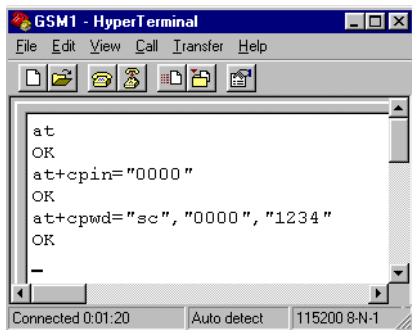 GSM1 - HyperTerminal
File Edit View Call Transfer Help
at
OK
at+cpin="0000"
OK
at+cpwd="sc","0000","1234"
OK
_
Connected 0:01:20 Auto detect 115200 8-N-1